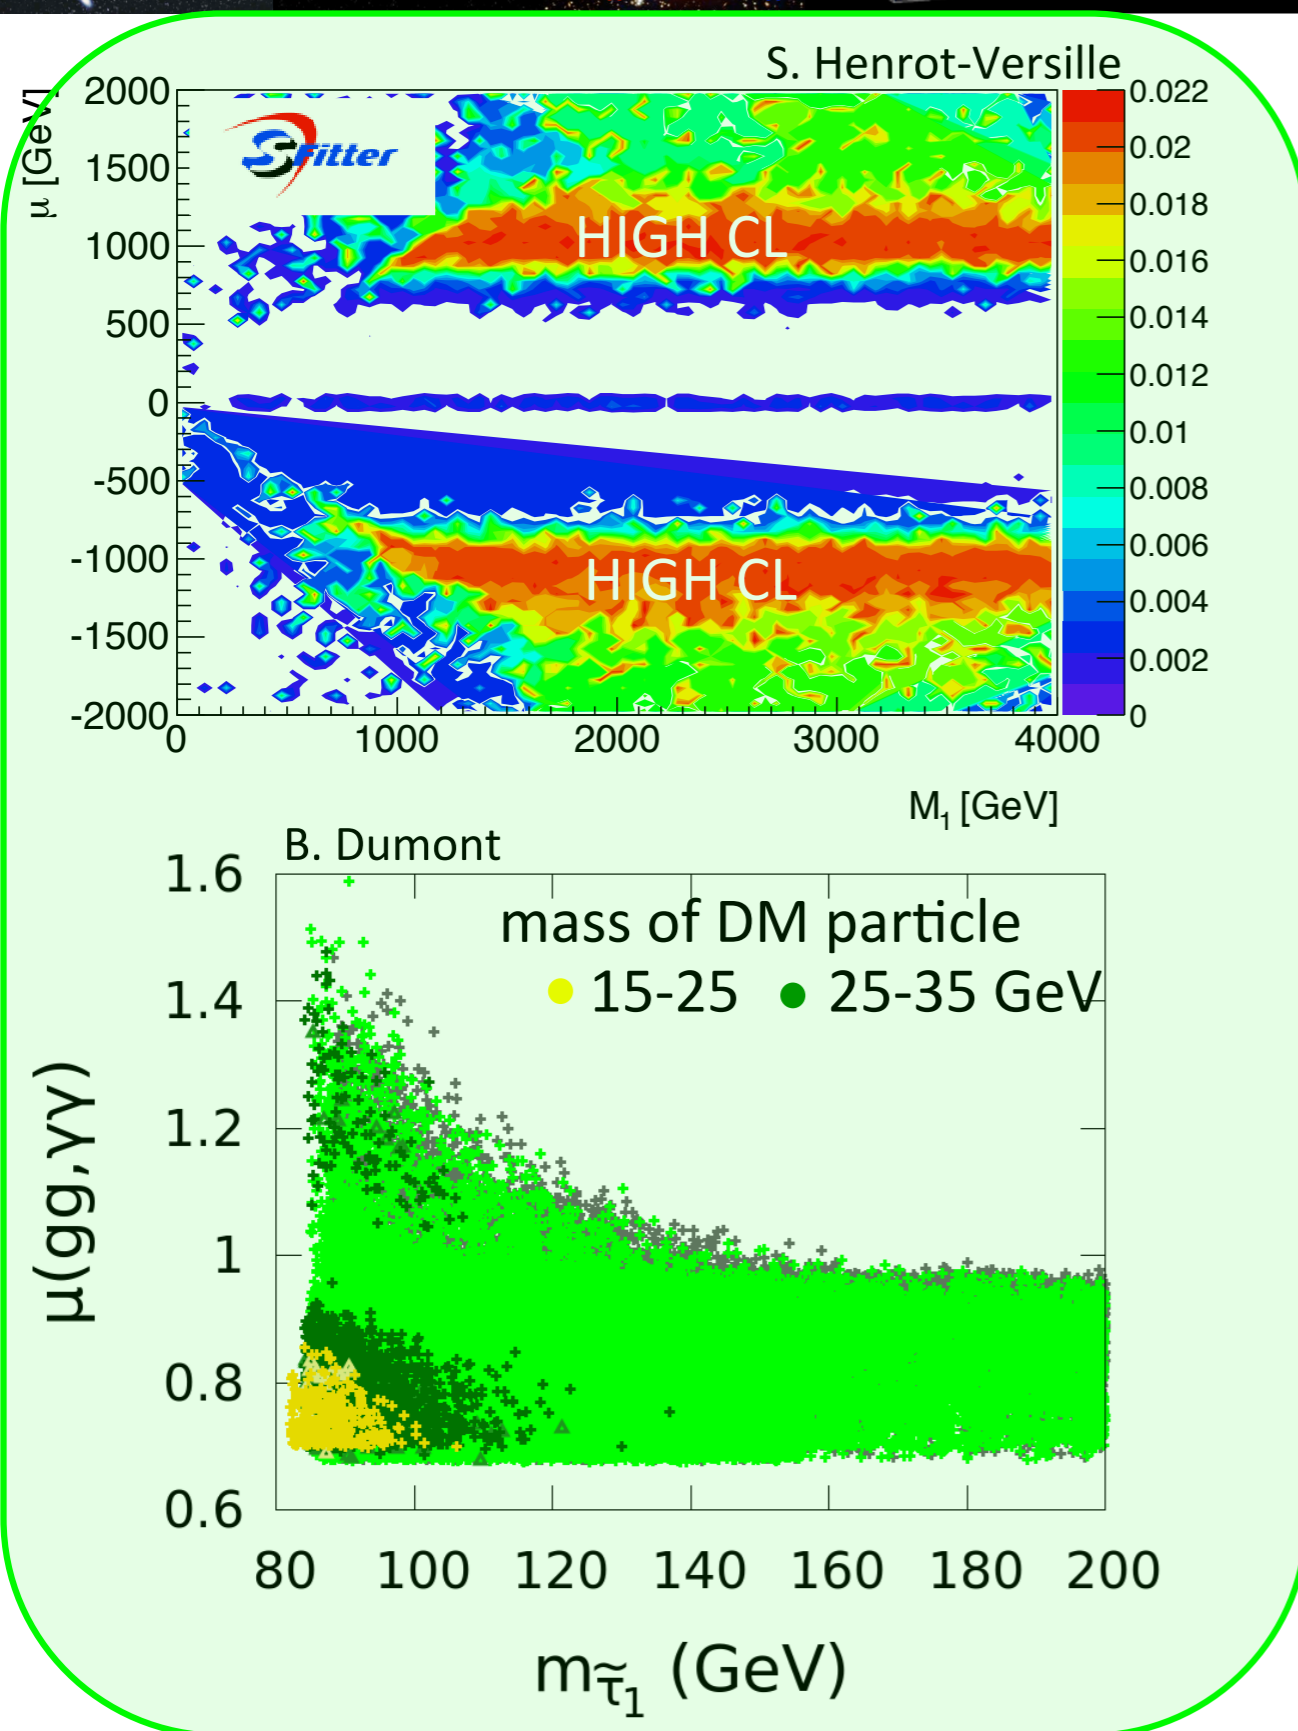 S. Henrot-Versille
μ [GeV]
2000
1500
1000
500
0
-500
-1000
-1500
-2000
SFitter
HIGH CL
HIGH CL
0.022
0.02
0.018
0.016
0.014
0.012
0.01
0.008
0.006
0.004
0.002
0
0 1000 2000 3000 4000
M₁ [GeV]
B. Dumont
1.6
1.4
1.2
1
0.8
0.6
mass of DM particle
15-25 25-35 GeV
μ(gg,γγ)
80 100 120 140 160 180 200
m τ̃₁ (GeV)